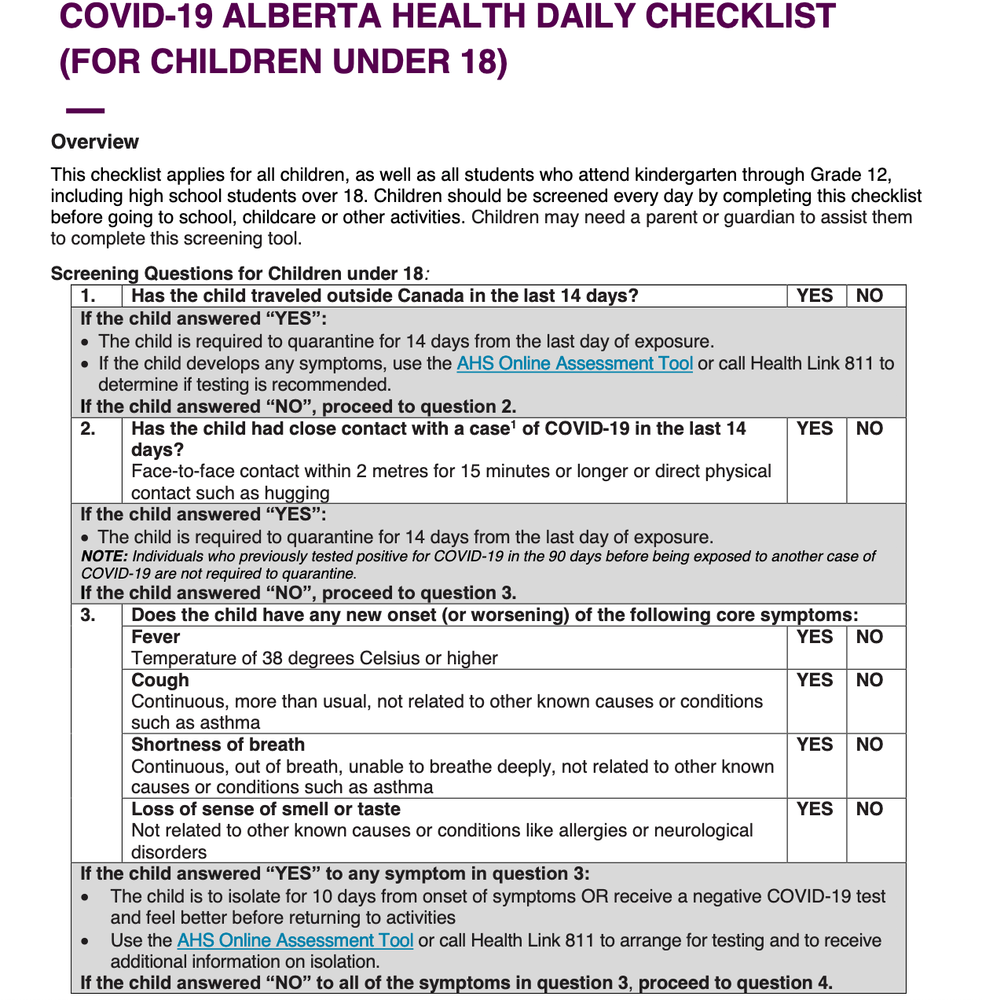 COVID-19 ALBERTA HEALTH DAILY CHECKLIST
(FOR CHILDREN UNDER 18)
Overview
This checklist applies for all children, as well as all students who attend kindergarten through Grade 12,
including high school students over 18. Children should be screened every day by completing this checklist
before going to school, childcare or other activities. Children may need a parent or guardian to assist them
to complete this screening tool.
Screening Questions for Children under 18:
1. Has the child traveled outside Canada in the last 14 days? YES NO
If the child answered “YES”:
• The child is required to quarantine for 14 days from the last day of exposure.
• If the child develops any symptoms, use the AHS Online Assessment Tool or call Health Link 811 to
determine if testing is recommended.
If the child answered “NO”, proceed to question 2.
2. Has the child had close contact with a case¹ of COVID-19 in the last 14 YES NO
days?
Face-to-face contact within 2 metres for 15 minutes or longer or direct physical
contact such as hugging
If the child answered “YES”:
• The child is required to quarantine for 14 days from the last day of exposure.
NOTE: Individuals who previously tested positive for COVID-19 in the 90 days before being exposed to another case of
COVID-19 are not required to quarantine.
If the child answered “NO”, proceed to question 3.
3. Does the child have any new onset (or worsening) of the following core symptoms:
Fever YES NO
Temperature of 38 degrees Celsius or higher
Cough YES NO
Continuous, more than usual, not related to other known causes or conditions
such as asthma
Shortness of breath YES NO
Continuous, out of breath, unable to breathe deeply, not related to other known
causes or conditions such as asthma
Loss of sense of smell or taste YES NO
Not related to other known causes or conditions like allergies or neurological
disorders
If the child answered “YES” to any symptom in question 3:
• The child is to isolate for 10 days from onset of symptoms OR receive a negative COVID-19 test
and feel better before returning to activities
• Use the AHS Online Assessment Tool or call Health Link 811 to arrange for testing and to receive
additional information on isolation.
If the child answered “NO” to all of the symptoms in question 3, proceed to question 4.